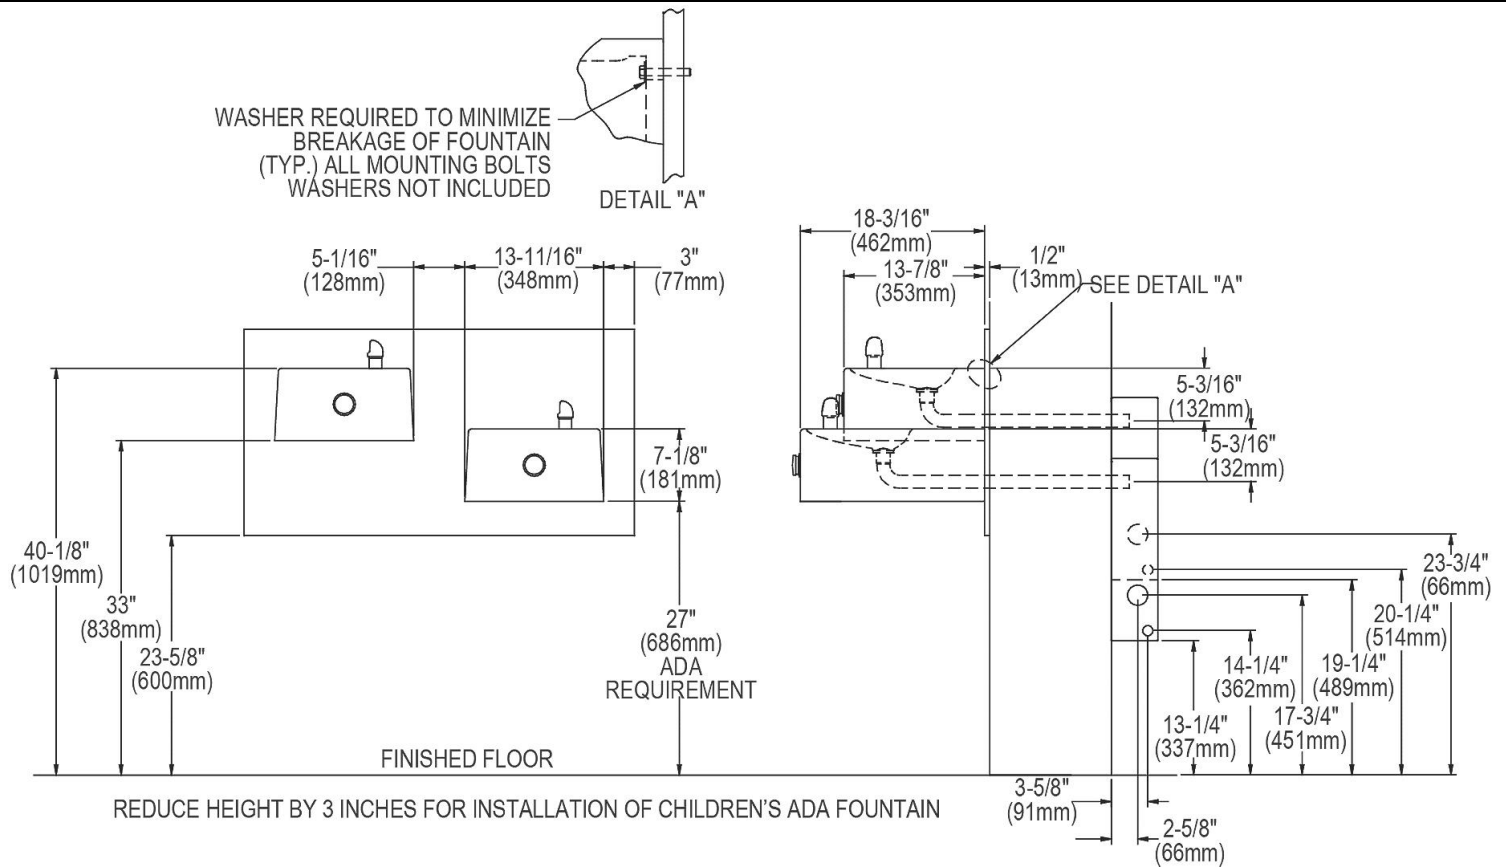 WASHER REQUIRED TO MINIMIZE
BREAKAGE OF FOUNTAIN
(TYP.) ALL MOUNTING BOLTS
WASHERS NOT INCLUDED
DETAIL "A"
5-1/16"
(128mm)
13-11/16"
(348mm)
3"
(77mm)
18-3/16"
(462mm)
13-7/8"
(353mm)
1/2"
(13mm)
SEE DETAIL "A"
5-3/16"
(132mm)
5-3/16"
(132mm)
7-1/8"
(181mm)
40-1/8"
(1019mm)
33"
(838mm)
23-5/8"
(600mm)
27"
(686mm)
ADA
REQUIREMENT
23-3/4"
(66mm)
20-1/4"
(514mm)
19-1/4"
(489mm)
14-1/4"
(362mm)
17-3/4"
(451mm)
13-1/4"
(337mm)
FINISHED FLOOR
3-5/8"
(91mm)
2-5/8"
(66mm)
REDUCE HEIGHT BY 3 INCHES FOR INSTALLATION OF CHILDREN'S ADA FOUNTAIN